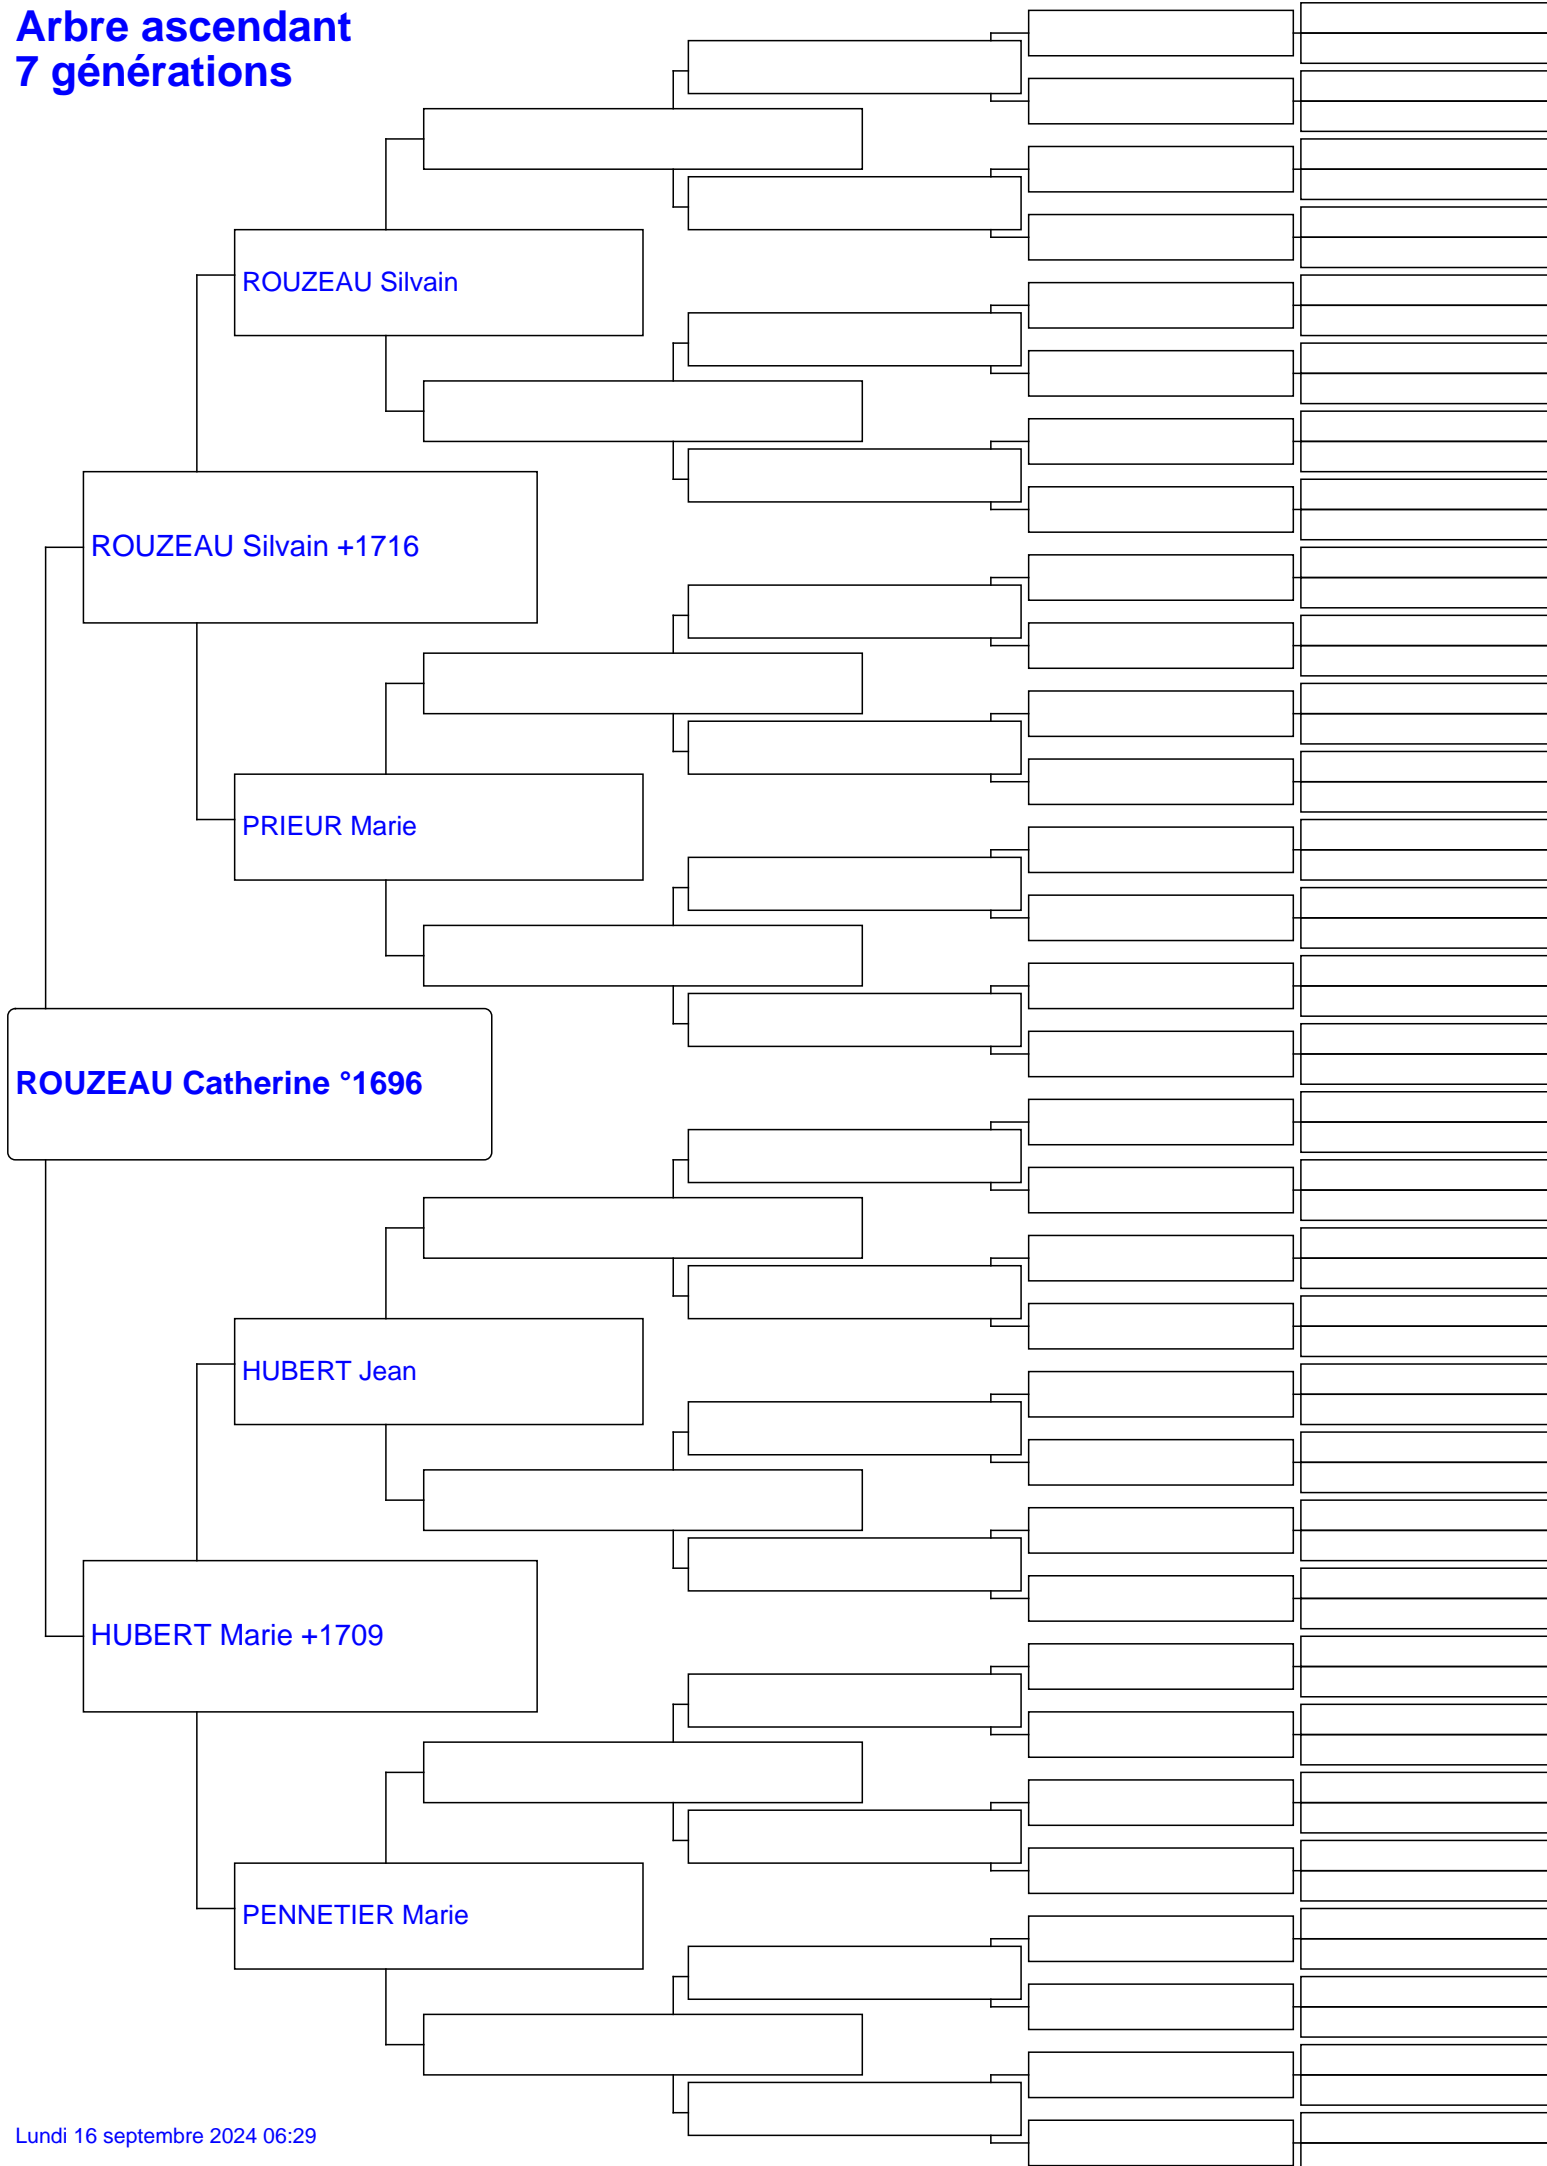 Arbre ascendant
7 générations
ROUZEAU Silvain
ROUZEAU Silvain +1716
PRIEUR Marie
ROUZEAU Catherine °1696
HUBERT Jean
HUBERT Marie +1709
PENNETIER Marie
Lundi 16 septembre 2024 06:29